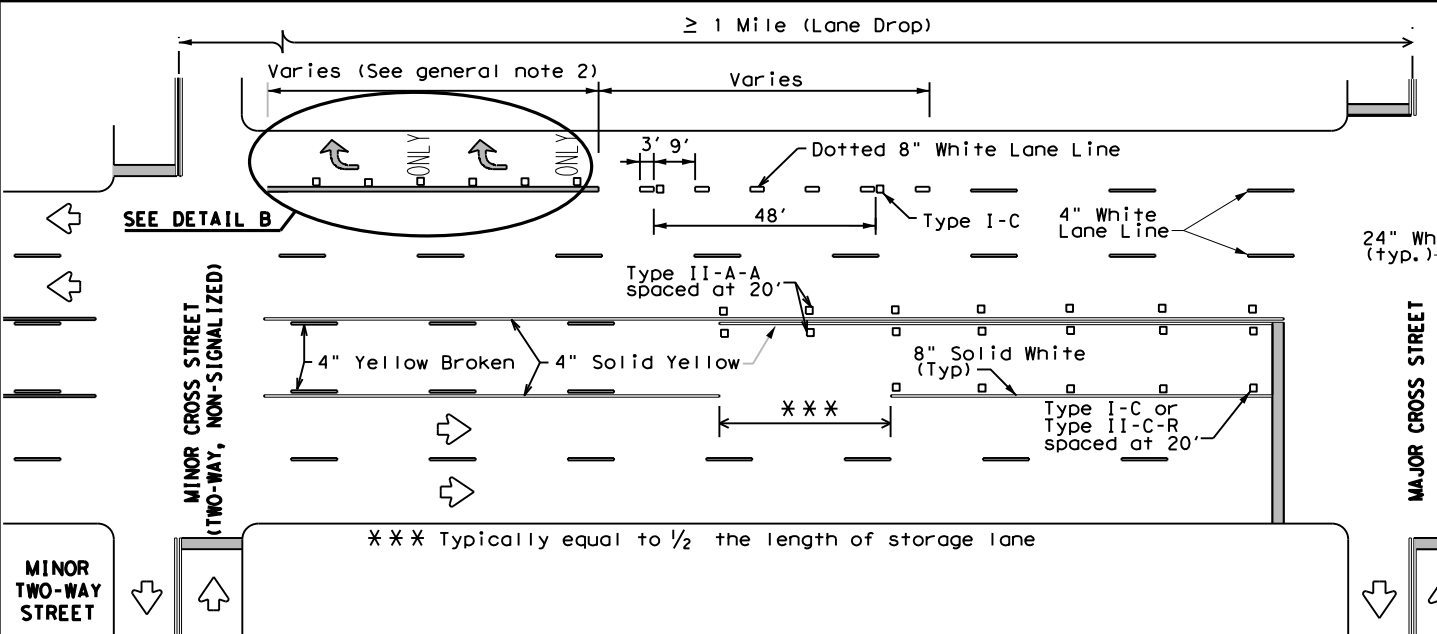 ≥ 1 Mile (Lane Drop)
Varies (See general note 2)
Varies
ONLY
ONLY
3'
9'
Dotted 8" White Lane Line
SEE DETAIL B
48'
Type I-C
4" White
Lane Line
24" Wh
(typ.)
Type II-A-A
spaced at 20'
MINOR CROSS STREET
(TWO-WAY, NON-SIGNALIZED)
4" Yellow Broken
4" Solid Yellow
8" Solid White
(Typ)
***
Type I-C or
Type II-C-R
spaced at 20'
MAJOR CROSS STREET
*** Typically equal to ½ the length of storage lane
MINOR
TWO-WAY
STREET